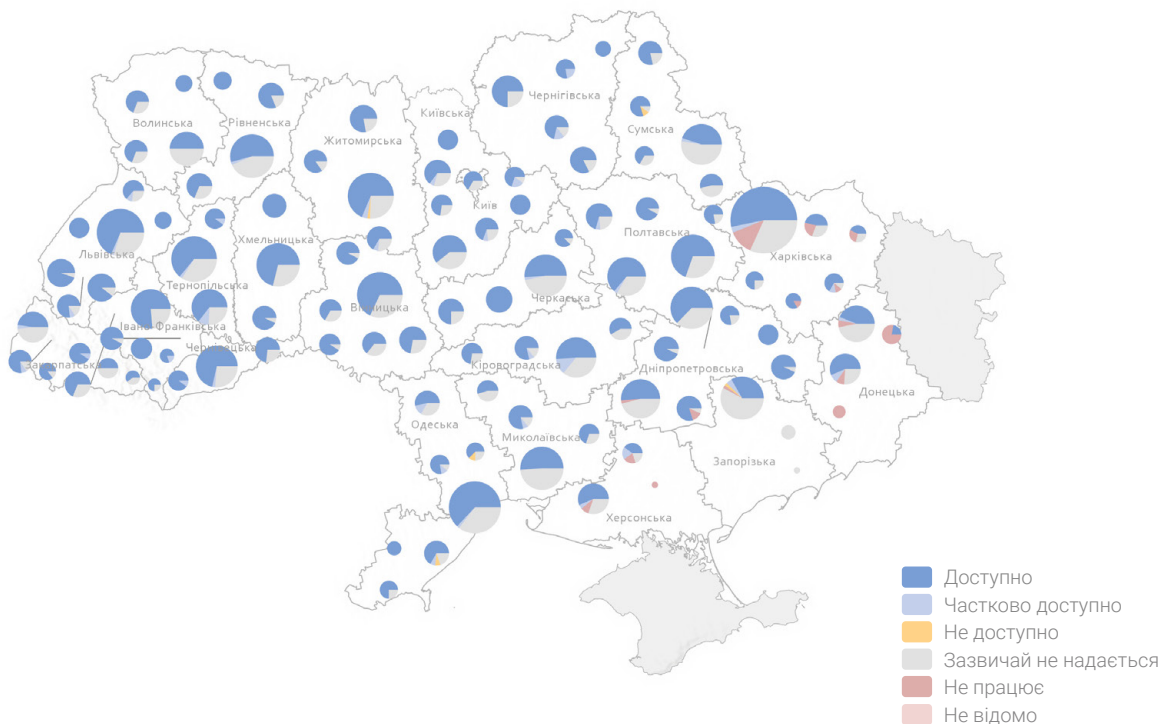 Чернігівська
Київська
Волинська
Рівненська
Житомирська
Сумська
Київ
Хмельницька
Полтавська
Львівська
Харківська
Тернопільська
Черкаська
Вінницька
Івано-Франківська
Чернівецька
Закарпатська
Кіровоградська
Дніпропетровська
Донецька
Одеська
Миколаївська
Запорізька
Херсонська
Доступно
Частково доступно
Не доступно
Зазвичай не надається
Не працює
Не відомо